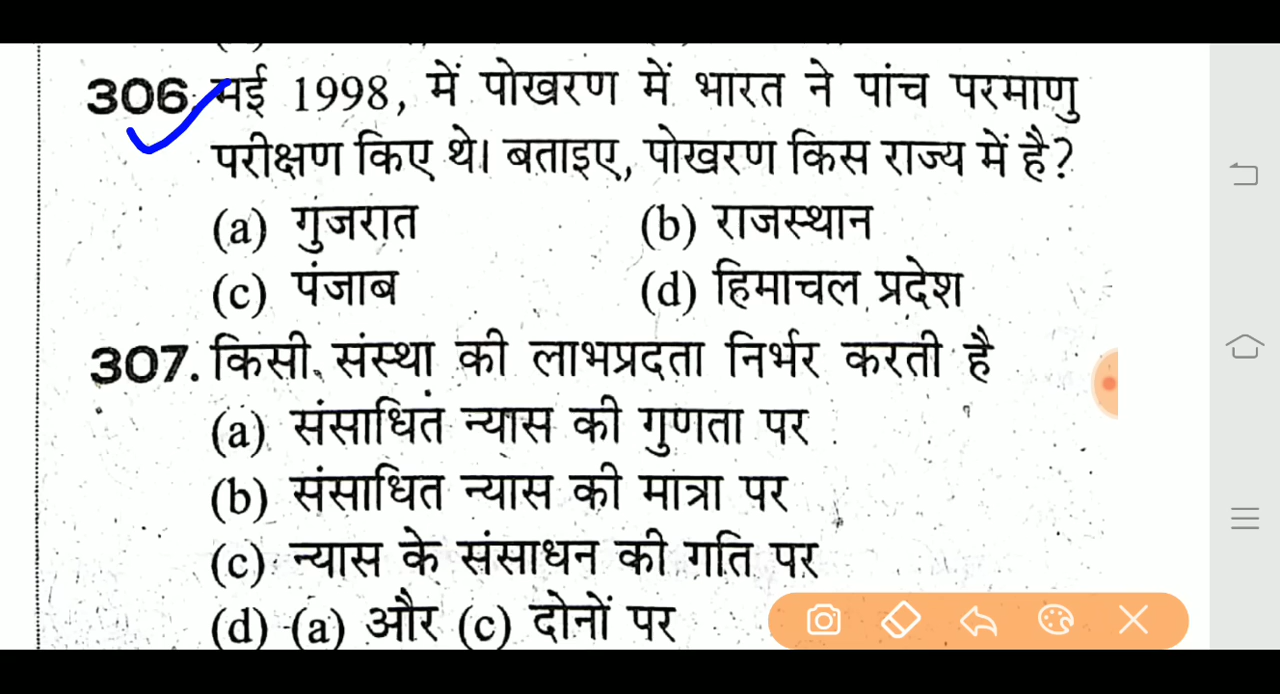 306. मई 1998, में पोखरण में भारत ने पांच परमाणु
परीक्षण किए थे। बताइए, पोखरण किस राज्य में है?
(a) गुजरात (b) राजस्थान
(c) पंजाब (d) हिमाचल प्रदेश
307. किसी संस्था की लाभप्रदता निर्भर करती है
(a) संसाधित न्यास की गुणता पर
(b) संसाधित न्यास की मात्रा पर
(c) न्यास के संसाधन की गति पर
(d) (a) और (c) दोनों पर